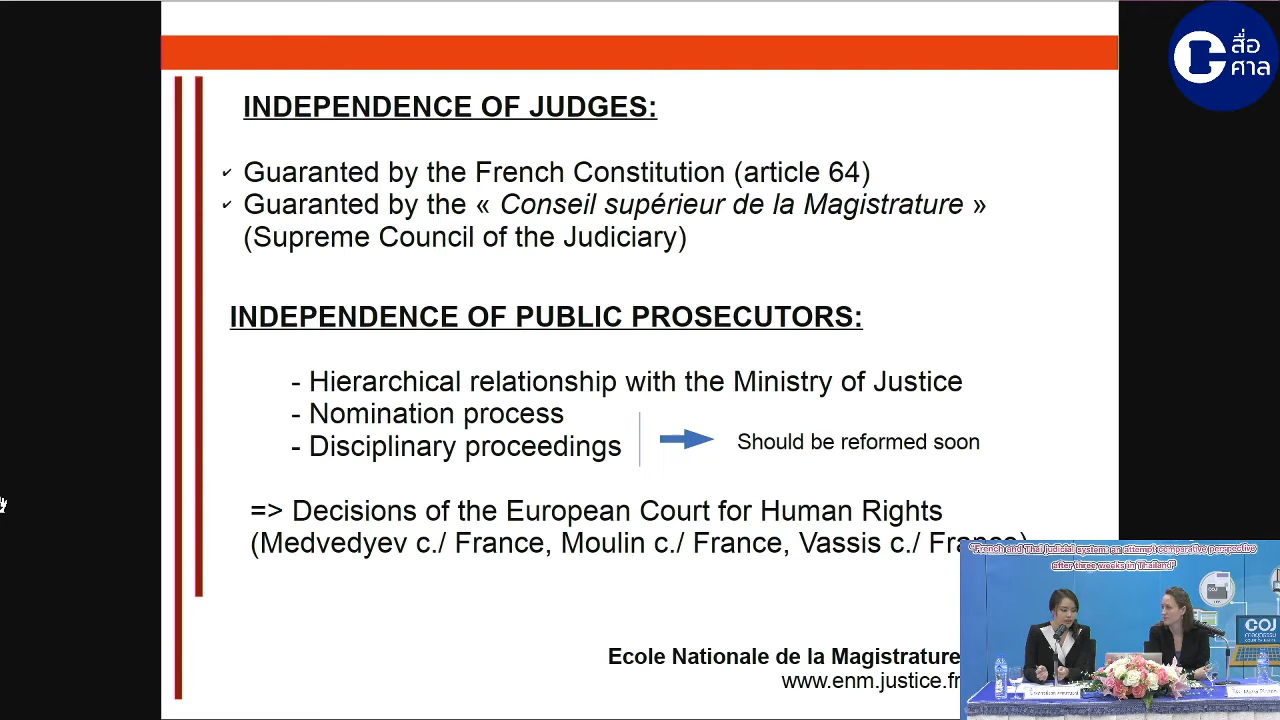 สื่อ
ศาล
INDEPENDENCE OF JUDGES:
✓ Guaranted by the French Constitution (article 64)
✓ Guaranted by the « Conseil supérieur de la Magistrature »
(Supreme Council of the Judiciary)
INDEPENDENCE OF PUBLIC PROSECUTORS:
- Hierarchical relationship with the Ministry of Justice
- Nomination process
- Disciplinary proceedings
Should be reformed soon
=> Decisions of the European Court for Human Rights
(Medvedyev c./ France, Moulin c./ France, Vassis c./ France)
"French and Thai judicial system: an attempt comparative perspective
after three weeks in Thailand"
COJ
COJ
Ecole Nationale de la Magistrature
www.enm.justice.fr